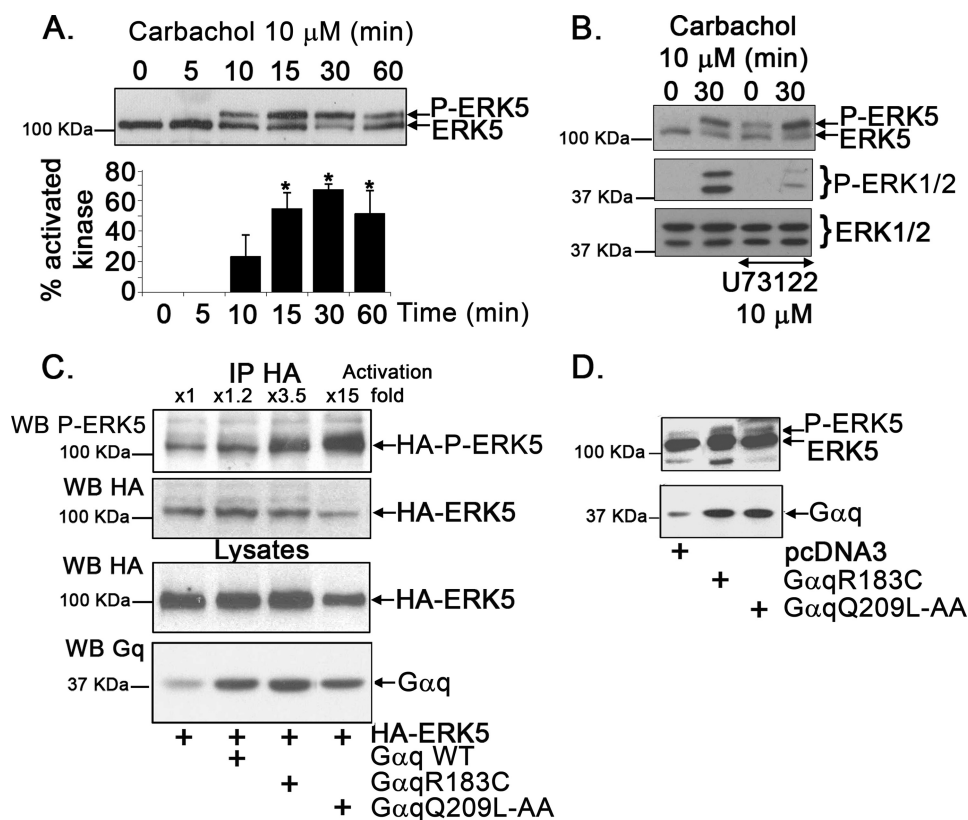 A.
Carbachol 10 μM (min)
0 5 10 15 30 60
P-ERK5
ERK5
100 KDa
% activated kinase
80
60
40
20
0
* * *
0 5 10 15 30 60 Time (min)
B.
Carbachol
10 μM (min)
0 30 0 30
P-ERK5
ERK5
100 KDa
P-ERK1/2
37 KDa
ERK1/2
37 KDa
U73122
10 μM
C.
IP HA
Activation
fold
x1 x1.2 x3.5 x15
WB P-ERK5
100 KDa
HA-P-ERK5
WB HA
100 KDa
HA-ERK5
Lysates
WB HA
100 KDa
HA-ERK5
WB Gq
37 KDa
Gαq
+ + + + HA-ERK5
+ Gαq WT
+ GαqR183C
+ GαqQ209L-AA
D.
P-ERK5
ERK5
100 KDa
37 KDa
Gαq
+ pcDNA3
+ GαqR183C
+ GαqQ209L-AA